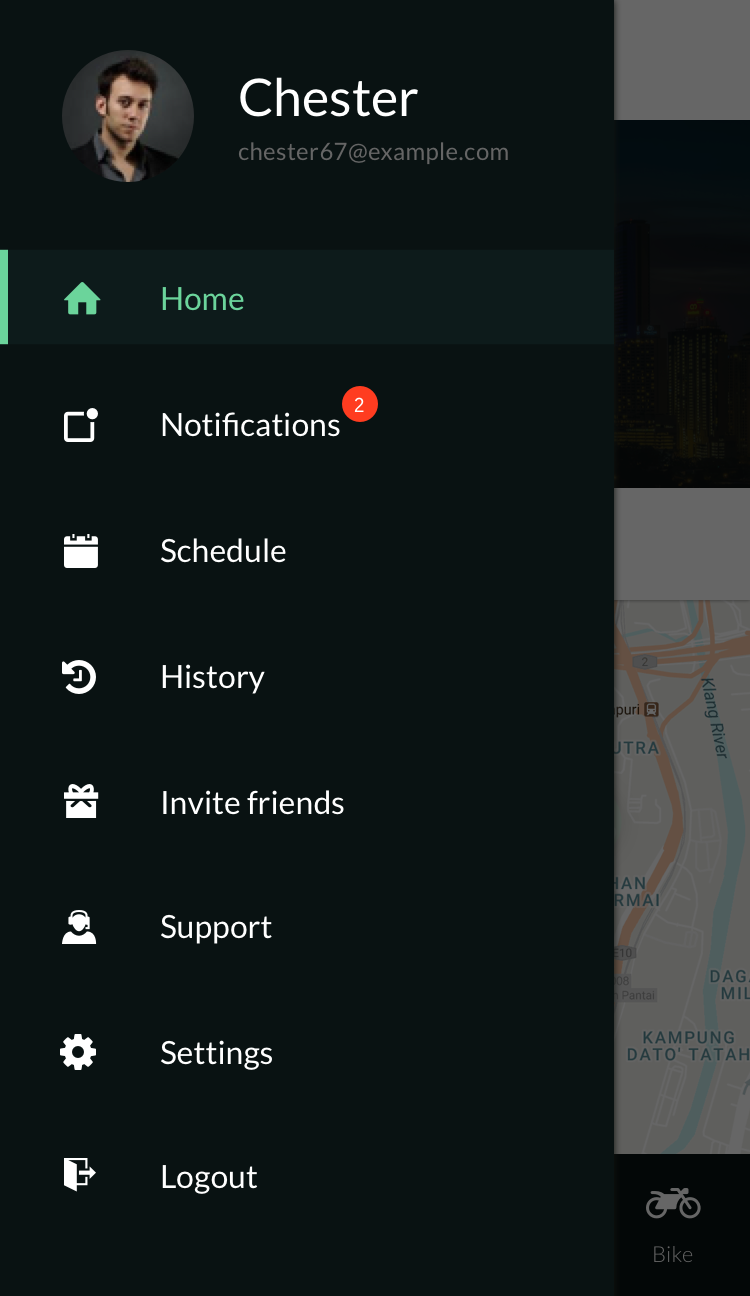 Chester
chester67@example.com
Home
Notifications
2
Schedule
History
Invite friends
Support
Settings
Logout
2
puri
Klang River
UTRA
HAN
RMAI
E10
08
Pantai
DAG
MIL
KAMPUNG
DATO' TATAH
Bike